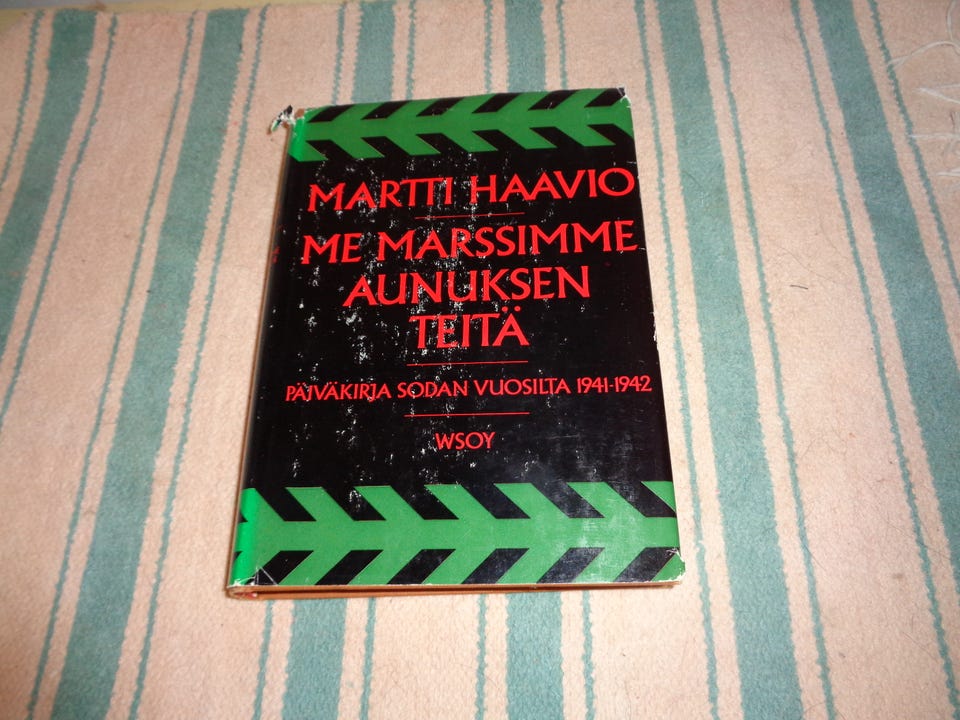 MARTTI HAAVIO
ME MARSSIMME
AUNUKSEN
TEITÄ
PÄIVÄKIRJA SODAN VUOSILTA 1941-1942
WSOY